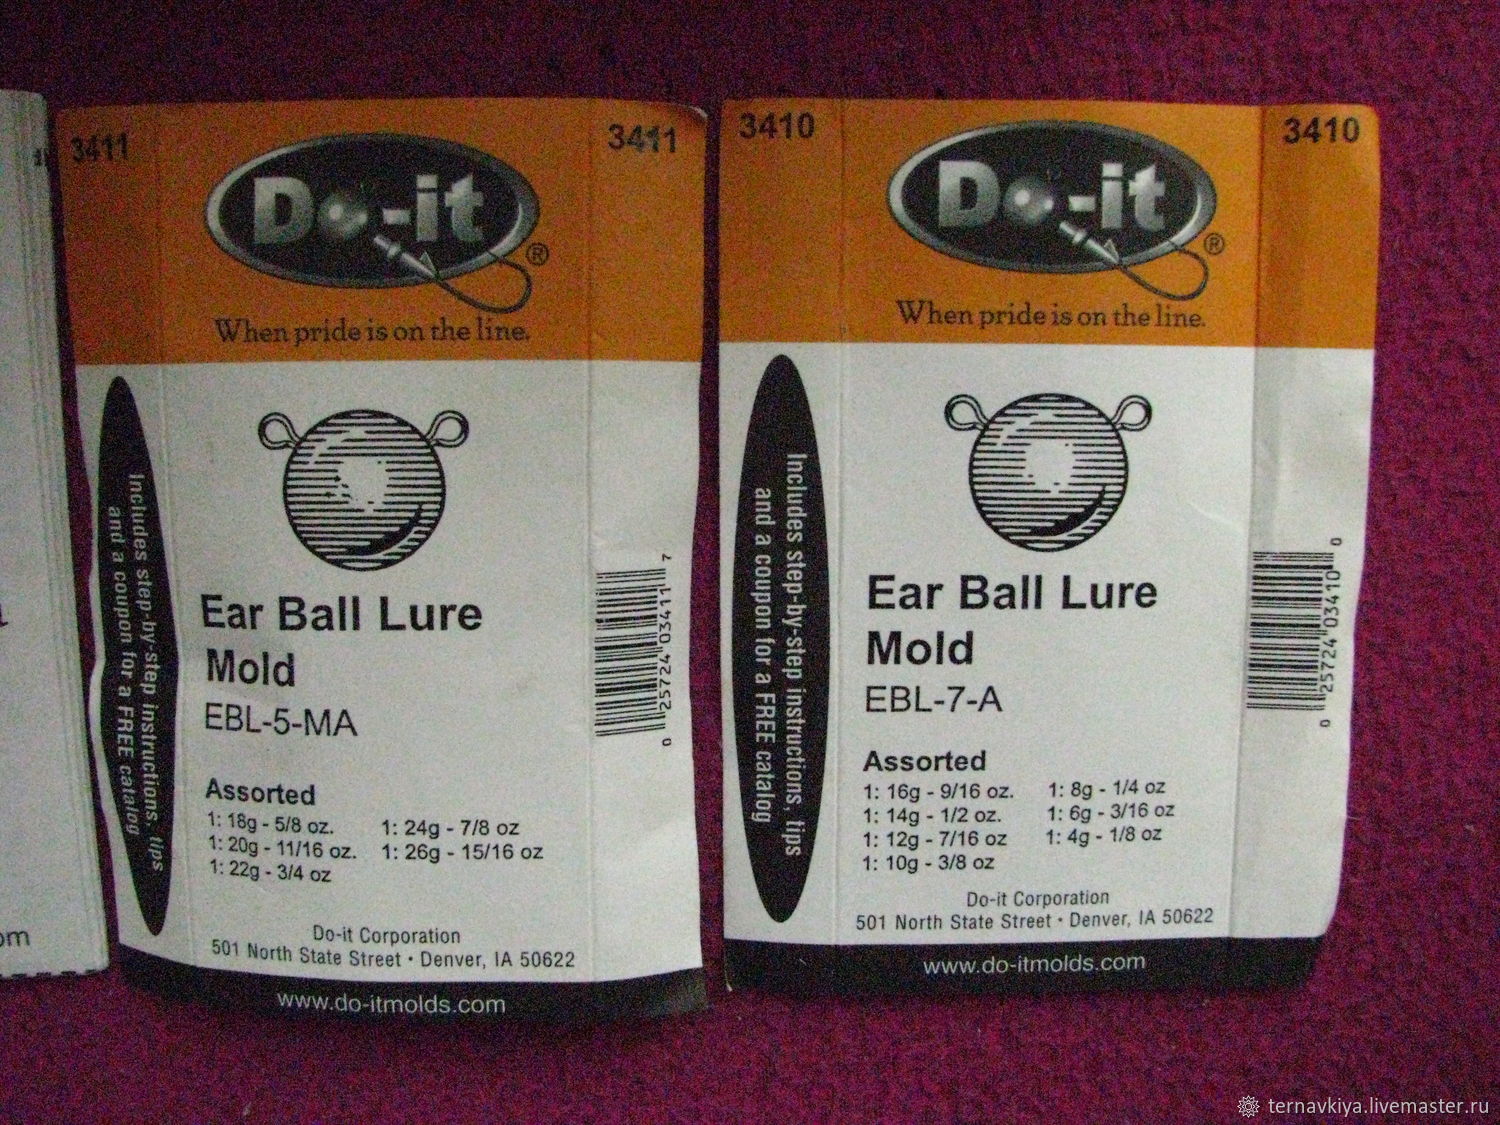 3411
3411
Do-it®
When pride is on the line.
Includes step-by-step instructions, tips
and a coupon for a FREE catalog
Ear Ball Lure
Mold
EBL-5-MA
Assorted
1: 18g - 5/8 oz.
1: 20g - 11/16 oz.
1: 22g - 3/4 oz
1: 24g - 7/8 oz
1: 26g - 15/16 oz
0 25724 03411 7
Do-it Corporation
501 North State Street • Denver, IA 50622
www.do-itmolds.com
3410
3410
Do-it®
When pride is on the line.
Includes step-by-step instructions, tips
and a coupon for a FREE catalog
Ear Ball Lure
Mold
EBL-7-A
Assorted
1: 16g - 9/16 oz.
1: 14g - 1/2 oz.
1: 12g - 7/16 oz
1: 10g - 3/8 oz
1: 8g - 1/4 oz
1: 6g - 3/16 oz
1: 4g - 1/8 oz
0 25724 03410 0
Do-it Corporation
501 North State Street • Denver, IA 50622
www.do-itmolds.com
om
ternavkiya.livemaster.ru